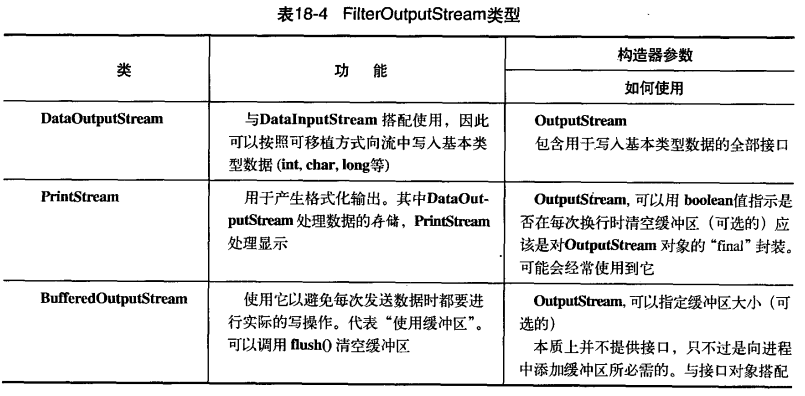 表18-4 FilterOutputStream类型
类
功 能
构造器参数
如何使用
DataOutputStream
与DataInputStream 搭配使用，因此
可以按照可移植方式向流中写入基本类
型数据 (int, char, long等)
OutputStream
包含用于写入基本类型数据的全部接口
PrintStream
用于产生格式化输出。其中DataOut-
putStream 处理数据的存储，PrintStream
处理显示
OutputStream, 可以用 boolean值指示是
否在每次换行时清空缓冲区（可选的）应
该是对OutputStream 对象的“final”封装。
可能会经常使用到它
BufferedOutputStream
使用它以避免每次发送数据时都要进
行实际的写操作。代表“使用缓冲区”。
可以调用 flush() 清空缓冲区
OutputStream, 可以指定缓冲区大小（可
选的）
本质上并不提供接口，只不过是向进程
中添加缓冲区所必需的。与接口对象搭配